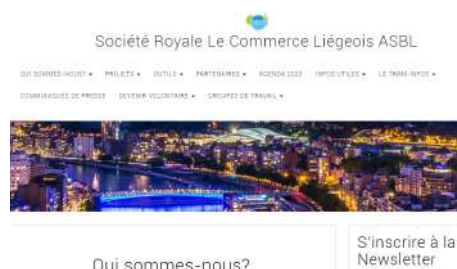 Société Royale Le Commerce Liégeois ASBL
QUI SOMMES-NOUS? PROJETS OUTILS PARTENAIRES AGENDA 2023 INFOS UTILES LE TRAM: INFOS
COMMUNIQUÉS DE PRESSE DEVENIR VOLONTAIRE GROUPES DE TRAVAIL
Qui sommes-nous?
S'inscrire à la
Newsletter